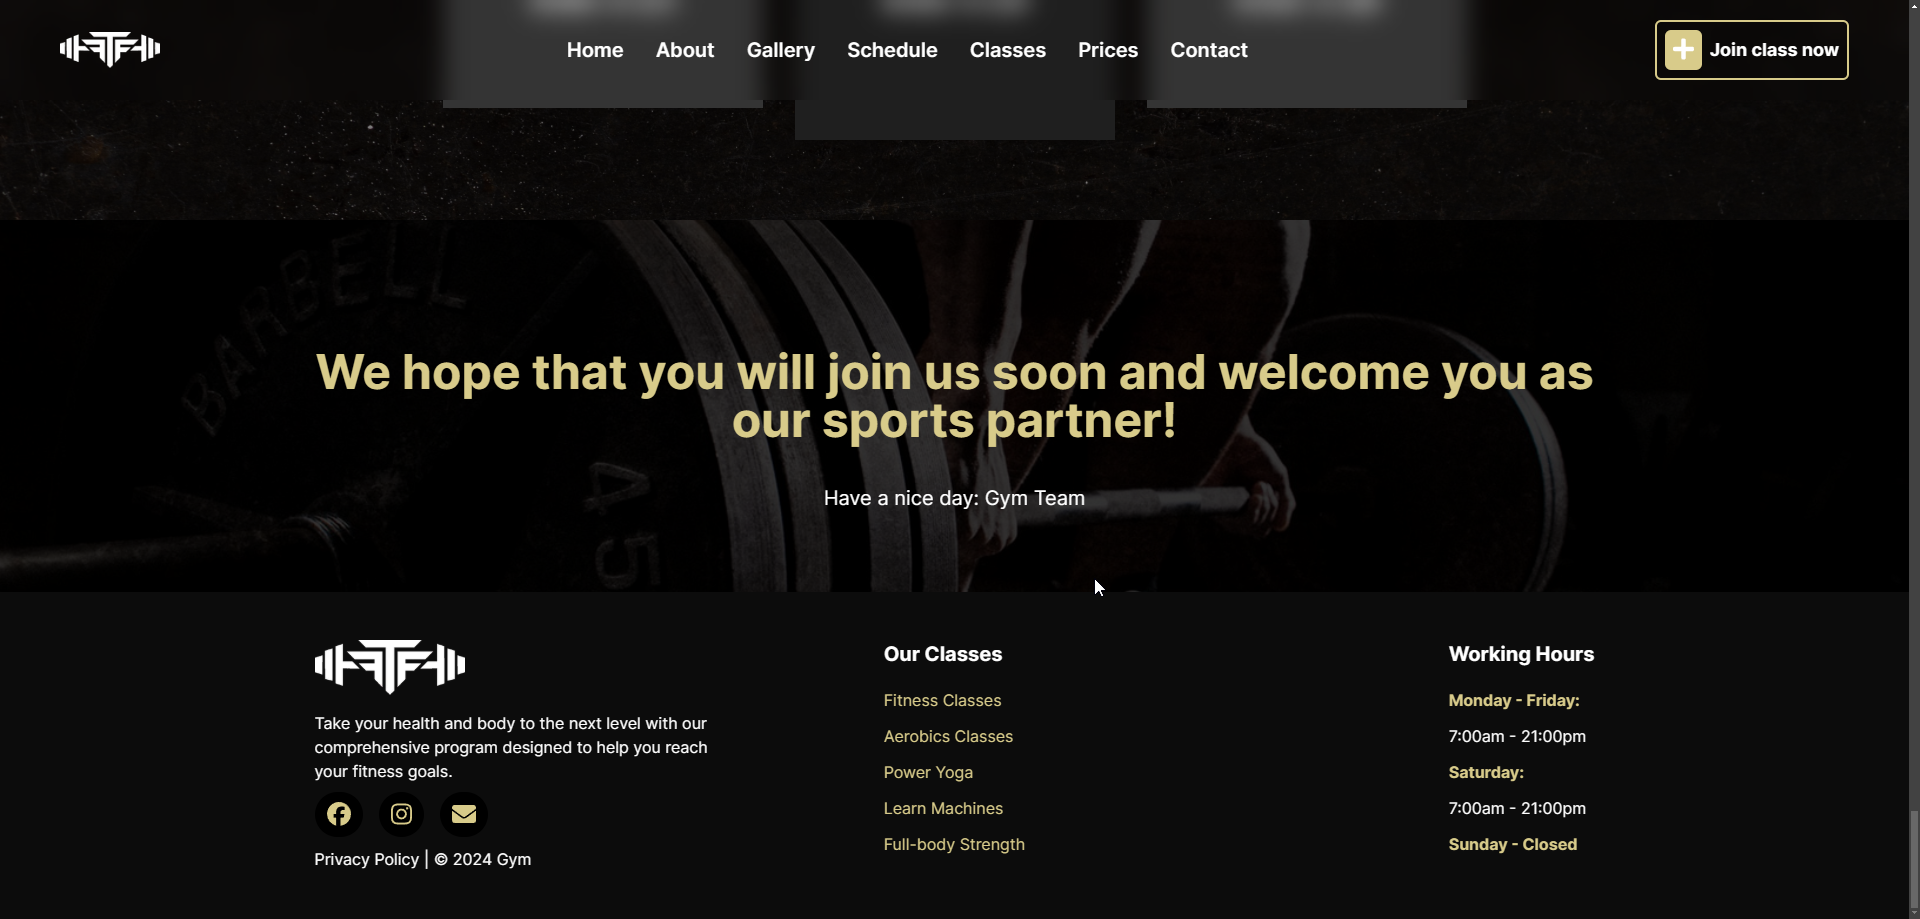 Home About Gallery Schedule Classes Prices Contact
Join class now
BARBELL
45
We hope that you will join us soon and welcome you as
our sports partner!
Have a nice day: Gym Team
Take your health and body to the next level with our
comprehensive program designed to help you reach
your fitness goals.
Privacy Policy | © 2024 Gym
Our Classes
Fitness Classes
Aerobics Classes
Power Yoga
Learn Machines
Full-body Strength
Working Hours
Monday - Friday:
7:00am - 21:00pm
Saturday:
7:00am - 21:00pm
Sunday - Closed